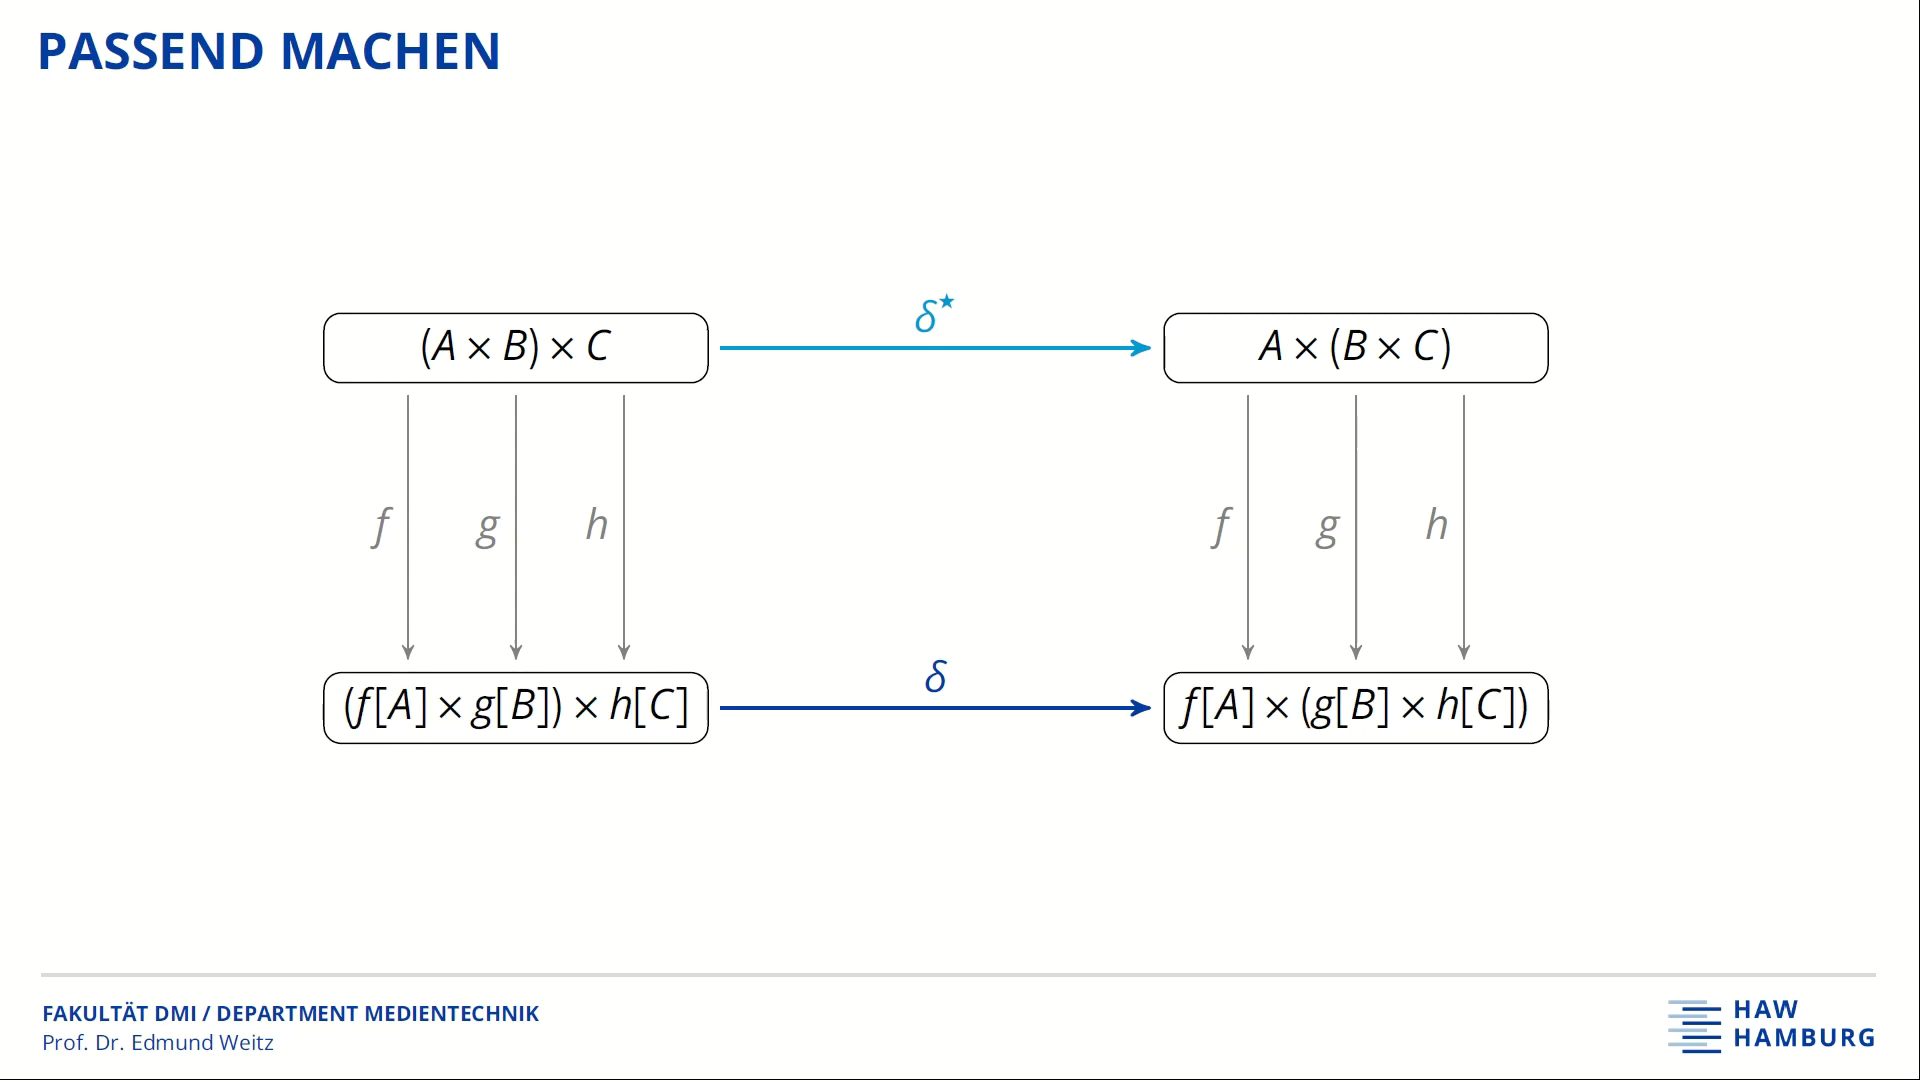 PASSEND MACHEN
δ★
(A × B) × C
A × (B × C)
f g h
f g h
δ
(f[A] × g[B]) × h[C]
f[A] × (g[B] × h[C])
FAKULTÄT DMI / DEPARTMENT MEDIENTECHNIK
Prof. Dr. Edmund Weitz
HAW
HAMBURG